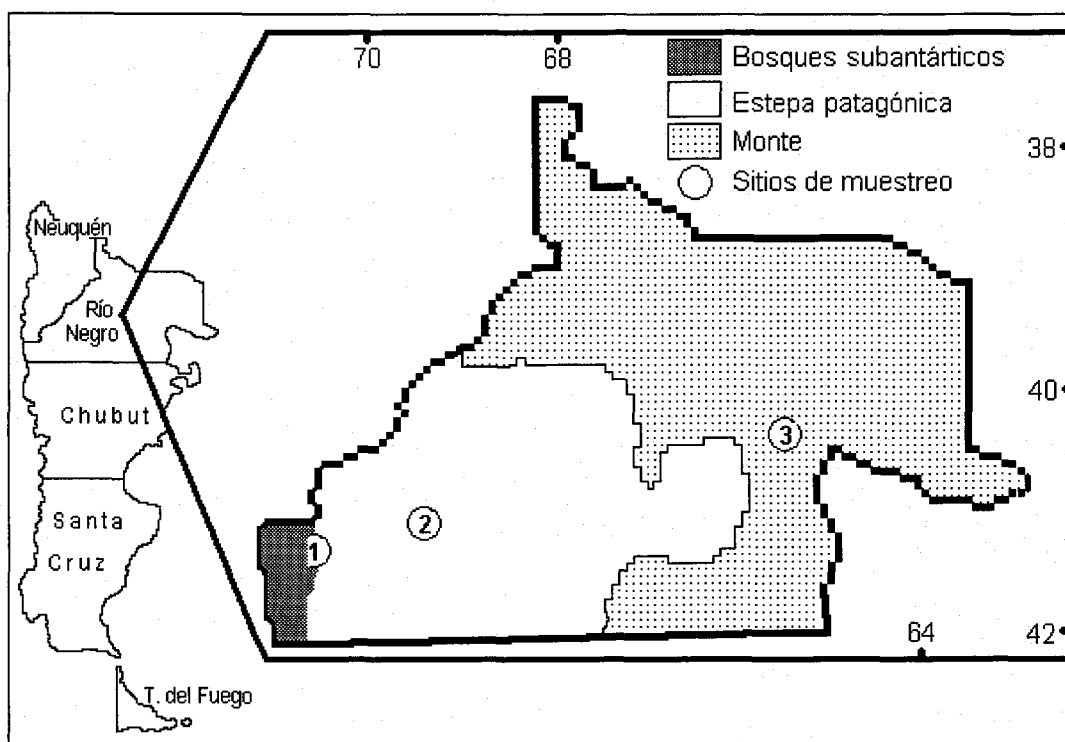 70
68
Bosques subantárticos
Estepa patagónica
Monte
Sitios de muestreo
38
Neuquén
Río
Negro
40
Chubut
3
2
Santa
Cruz
1
64
42
T. del Fuego